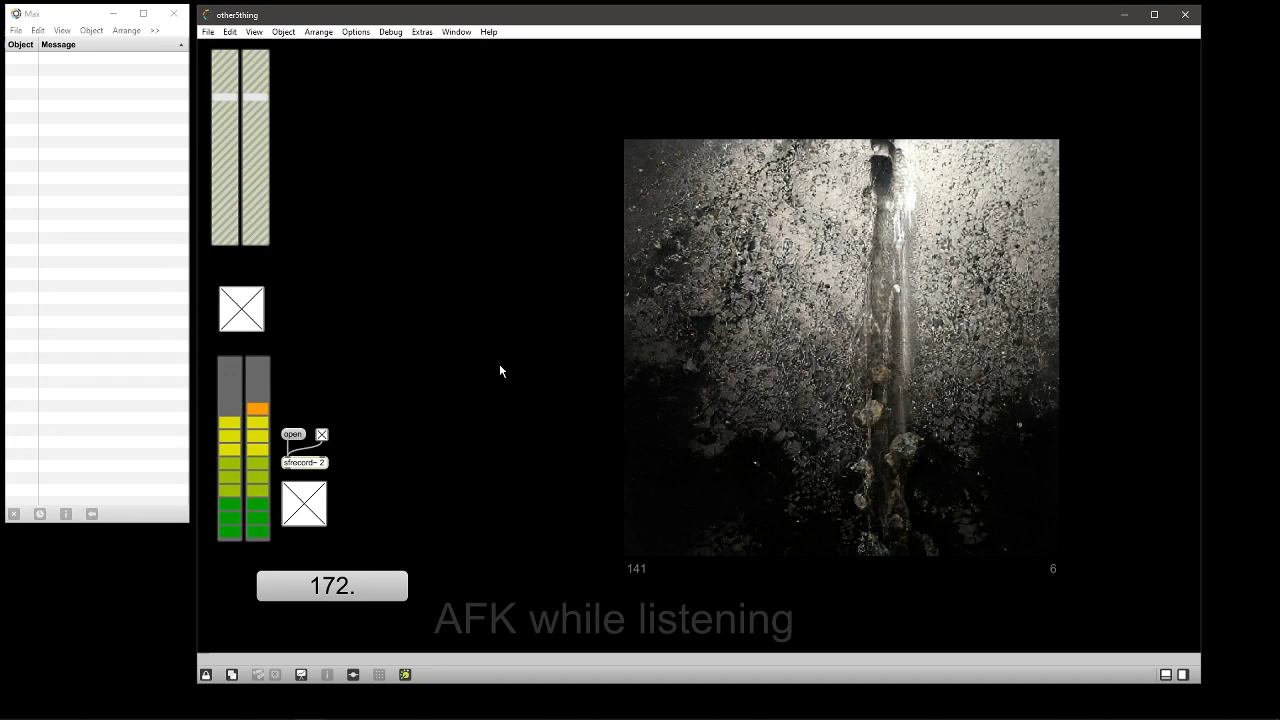 Max
File Edit View Object Arrange >>
Object Message
other5thing
File Edit View Object Arrange Options Debug Extras Window Help
open
sfrecord~ 2
141 6
172.
AFK while listening